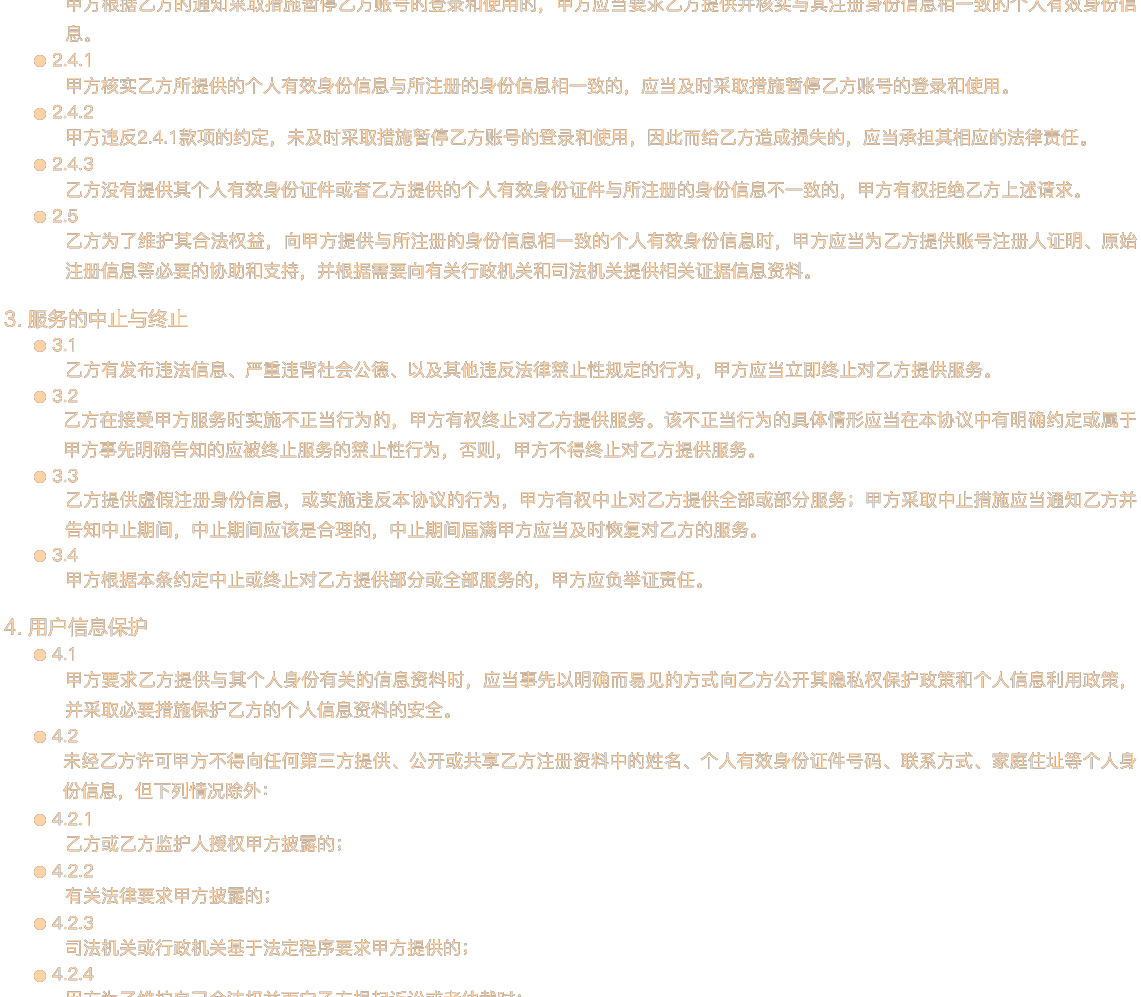 甲方根据乙方的通知采取措施暂停乙方账号的登录和使用的，甲方应当要求乙方提供并核实与其注册身份信息相一致的个人有效身份信
息。
2.4.1
甲方核实乙方所提供的个人有效身份信息与所注册的身份信息相一致的，应当及时采取措施暂停乙方账号的登录和使用。
2.4.2
甲方违反2.4.1款项的约定，未及时采取措施暂停乙方账号的登录和使用，因此而给乙方造成损失的，应当承担其相应的法律责任。
2.4.3
乙方没有提供其个人有效身份证件或者乙方提供的个人有效身份证件与所注册的身份信息不一致的，甲方有权拒绝乙方上述请求。
2.5
乙方为了维护其合法权益，向甲方提供与所注册的身份信息相一致的个人有效身份信息时，甲方应当为乙方提供账号注册人证明、原始
注册信息等必要的协助和支持，并根据需要向有关行政机关和司法机关提供相关证据信息资料。
3. 服务的中止与终止
3.1
乙方有发布违法信息、严重违背社会公德、以及其他违反法律禁止性规定的行为，甲方应当立即终止对乙方提供服务。
3.2
乙方在接受甲方服务时实施不正当行为的，甲方有权终止对乙方提供服务。该不正当行为的具体情形应当在本协议中有明确约定或属于
甲方事先明确告知的应被终止服务的禁止性行为，否则，甲方不得终止对乙方提供服务。
3.3
乙方提供虚假注册身份信息，或实施违反本协议的行为，甲方有权中止对乙方提供全部或部分服务；甲方采取中止措施应当通知乙方并
告知中止期间，中止期间应该是合理的，中止期间届满甲方应当及时恢复对乙方的服务。
3.4
甲方根据本条约定中止或终止对乙方提供部分或全部服务的，甲方应负举证责任。
4. 用户信息保护
4.1
甲方要求乙方提供与其个人身份有关的信息资料时，应当事先以明确而易见的方式向乙方公开其隐私权保护政策和个人信息利用政策，
并采取必要措施保护乙方的个人信息资料的安全。
4.2
未经乙方许可甲方不得向任何第三方提供、公开或共享乙方注册资料中的姓名、个人有效身份证件号码、联系方式、家庭住址等个人身
份信息，但下列情况除外：
4.2.1
乙方或乙方监护人授权甲方披露的；
4.2.2
有关法律要求甲方披露的；
4.2.3
司法机关或行政机关基于法定程序要求甲方提供的；
4.2.4
甲方为了维护自己合法权益而向乙方提起诉讼或者仲裁时；